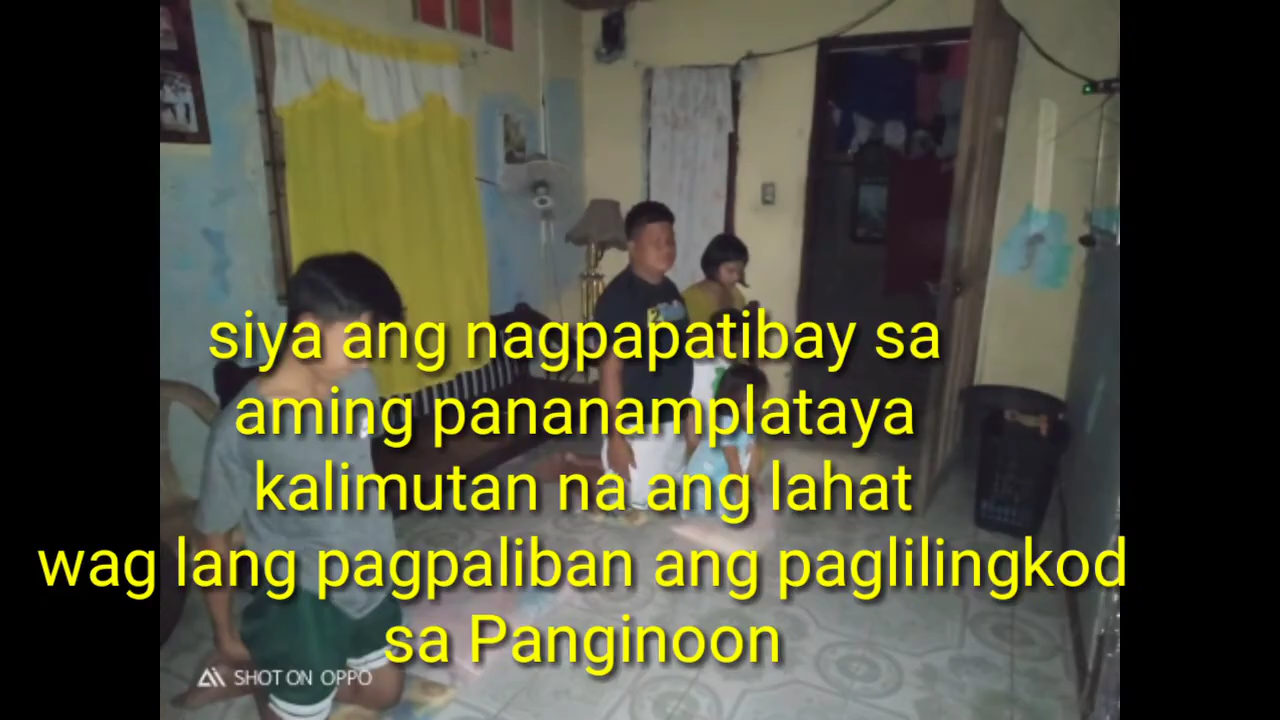 siya ang nagpapatibay sa
aming pananamplataya
kalimutan na ang lahat
wag lang pagpaliban ang paglilingkod
sa Panginoon
SHOT ON OPPO